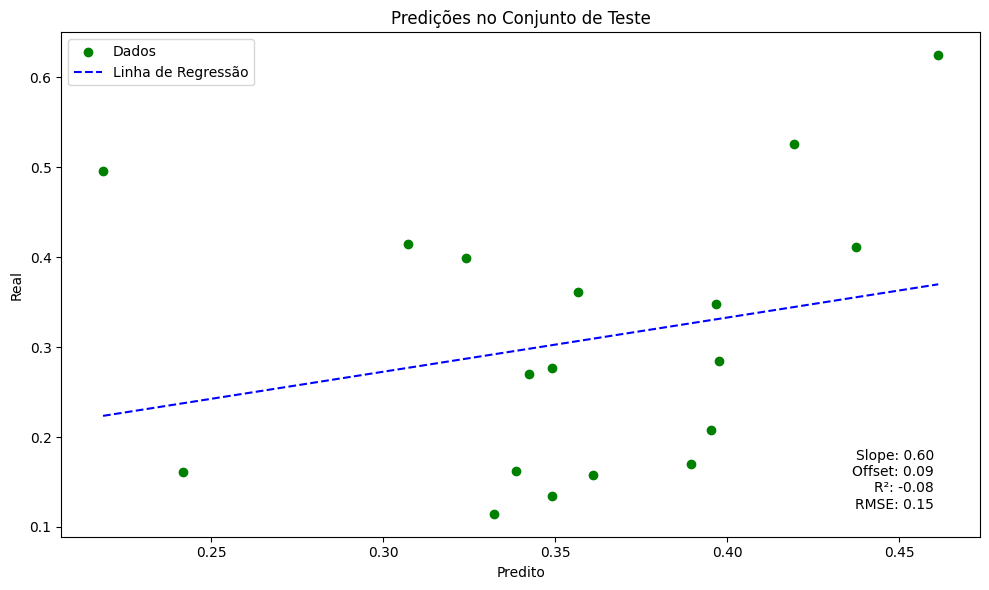 Predições no Conjunto de Teste
Dados
Linha de Regressão
0.6
0.5
0.4
0.3
0.2
0.1
Real
Slope: 0.60
Offset: 0.09
R²: -0.08
RMSE: 0.15
0.25
0.30
0.35
0.40
0.45
Predito